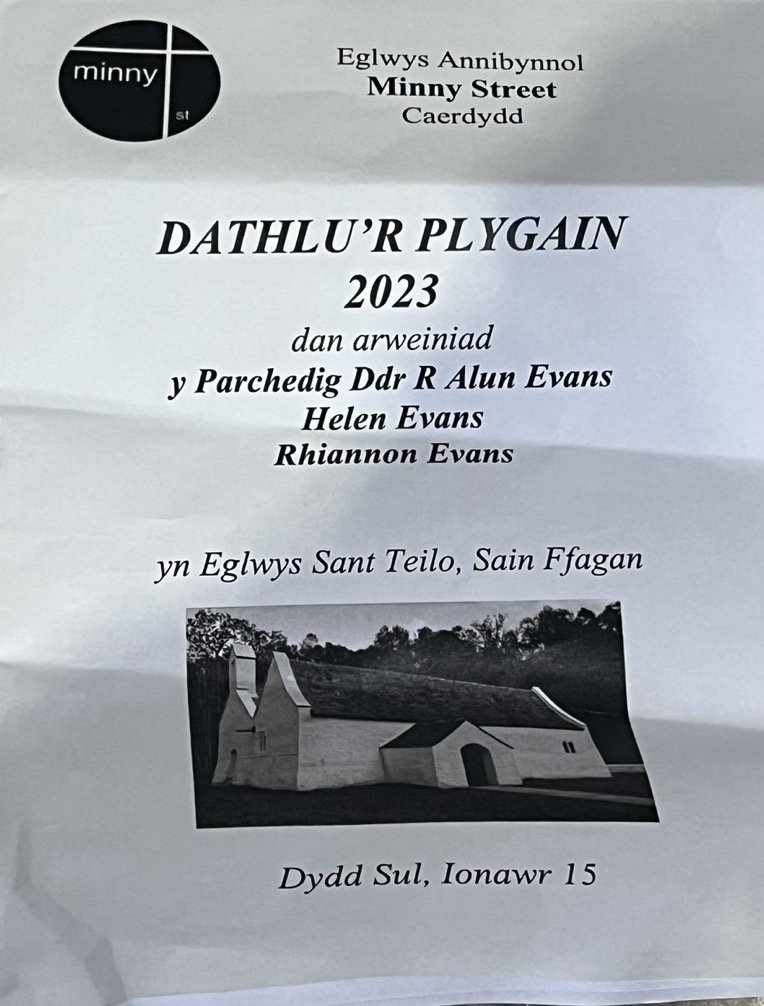 minny
st
Eglwys Annibynnol
Minny Street
Caerdydd
DATHLU'R PLYGAIN
2023
dan arweiniad
y Parchedig Ddr R Alun Evans
Helen Evans
Rhiannon Evans
yn Eglwys Sant Teilo, Sain Ffagan
Dydd Sul, Ionawr 15